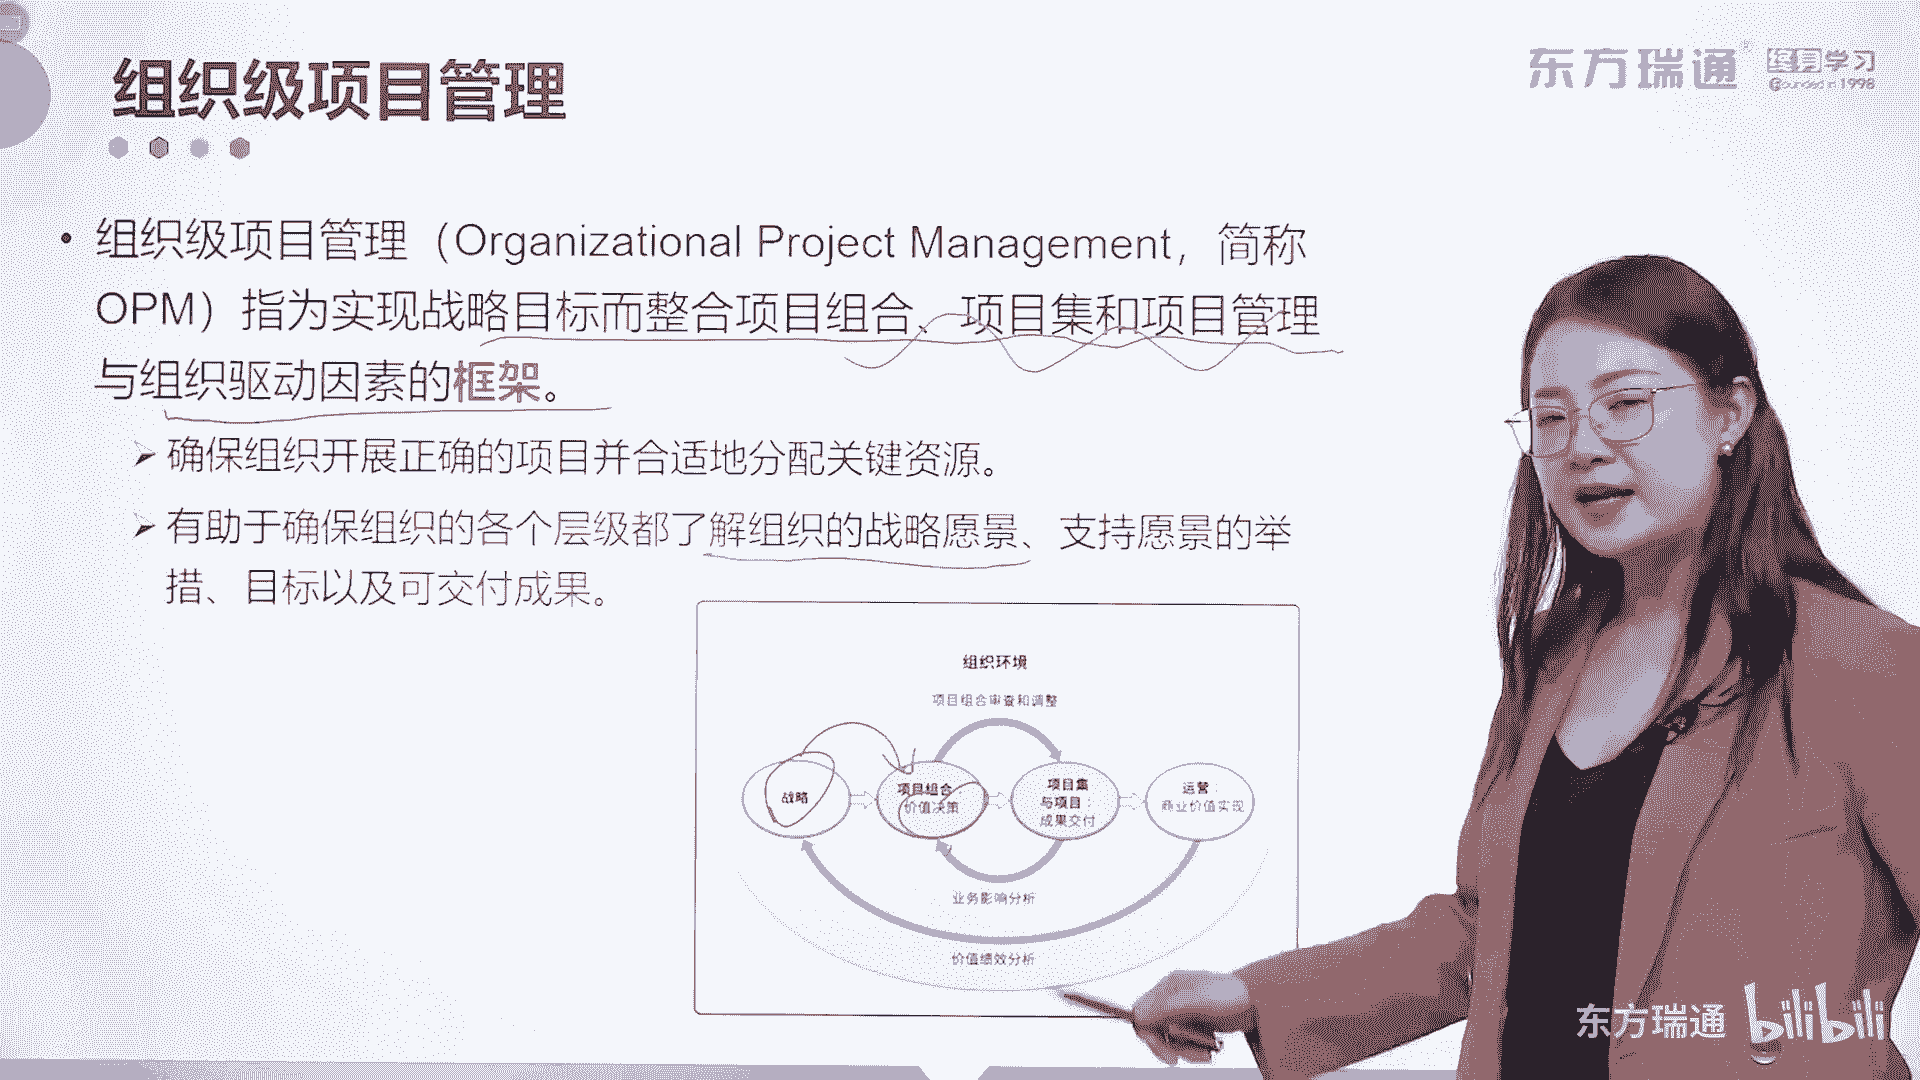 组织级项目管理
东方瑞通
终身学习
Founded in 1998
• 组织级项目管理（Organizational Project Management，简称
OPM）指为实现战略目标而整合项目组合、项目集和项目管理
与组织驱动因素的框架。
➢ 确保组织开展正确的项目并合适地分配关键资源。
➢ 有助于确保组织的各个层级都了解组织的战略愿景、支持愿景的举
措、目标以及可交付成果。
组织环境
项目组合审查和调整
战略
项目组合：
价值决策
项目集
与项目：
成果交付
运营：
商业价值实现
业务影响分析
价值绩效分析
东方瑞通 bilibili